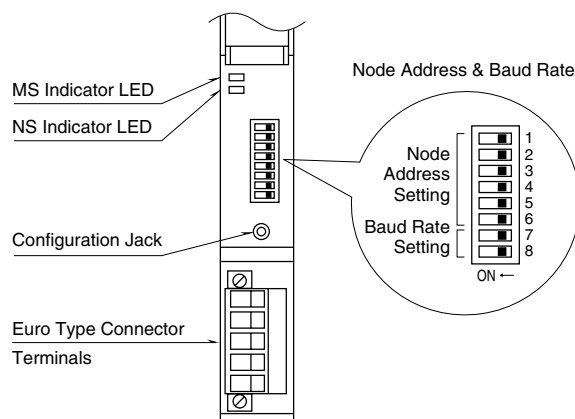 MS Indicator LED
NS Indicator LED
Configuration Jack
Euro Type Connector
Terminals
Node Address & Baud Rate
Node
Address
Setting
Baud Rate
Setting
1
2
3
4
5
6
7
8
ON ←